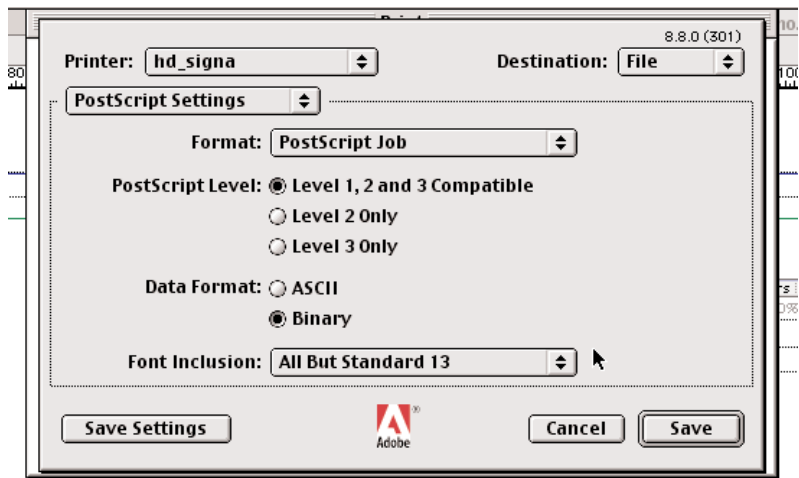 8.8.0 (301)
Printer: hd_signa Destination: File
PostScript Settings
Format: PostScript Job
PostScript Level: Level 1, 2 and 3 Compatible
Level 2 Only
Level 3 Only
Data Format: ASCII
Binary
Font Inclusion: All But Standard 13
Save Settings
Adobe
Cancel Save